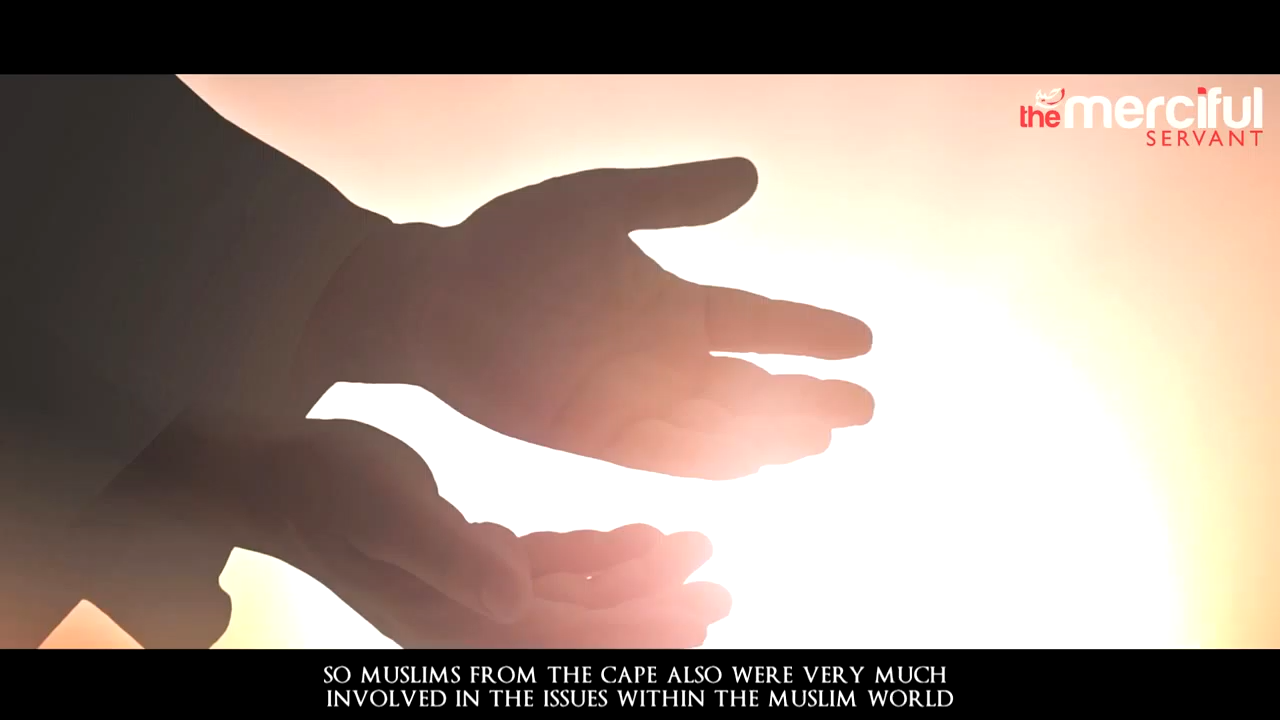 the merciful
SERVANT
SO MUSLIMS FROM THE CAPE ALSO WERE VERY MUCH
INVOLVED IN THE ISSUES WITHIN THE MUSLIM WORLD